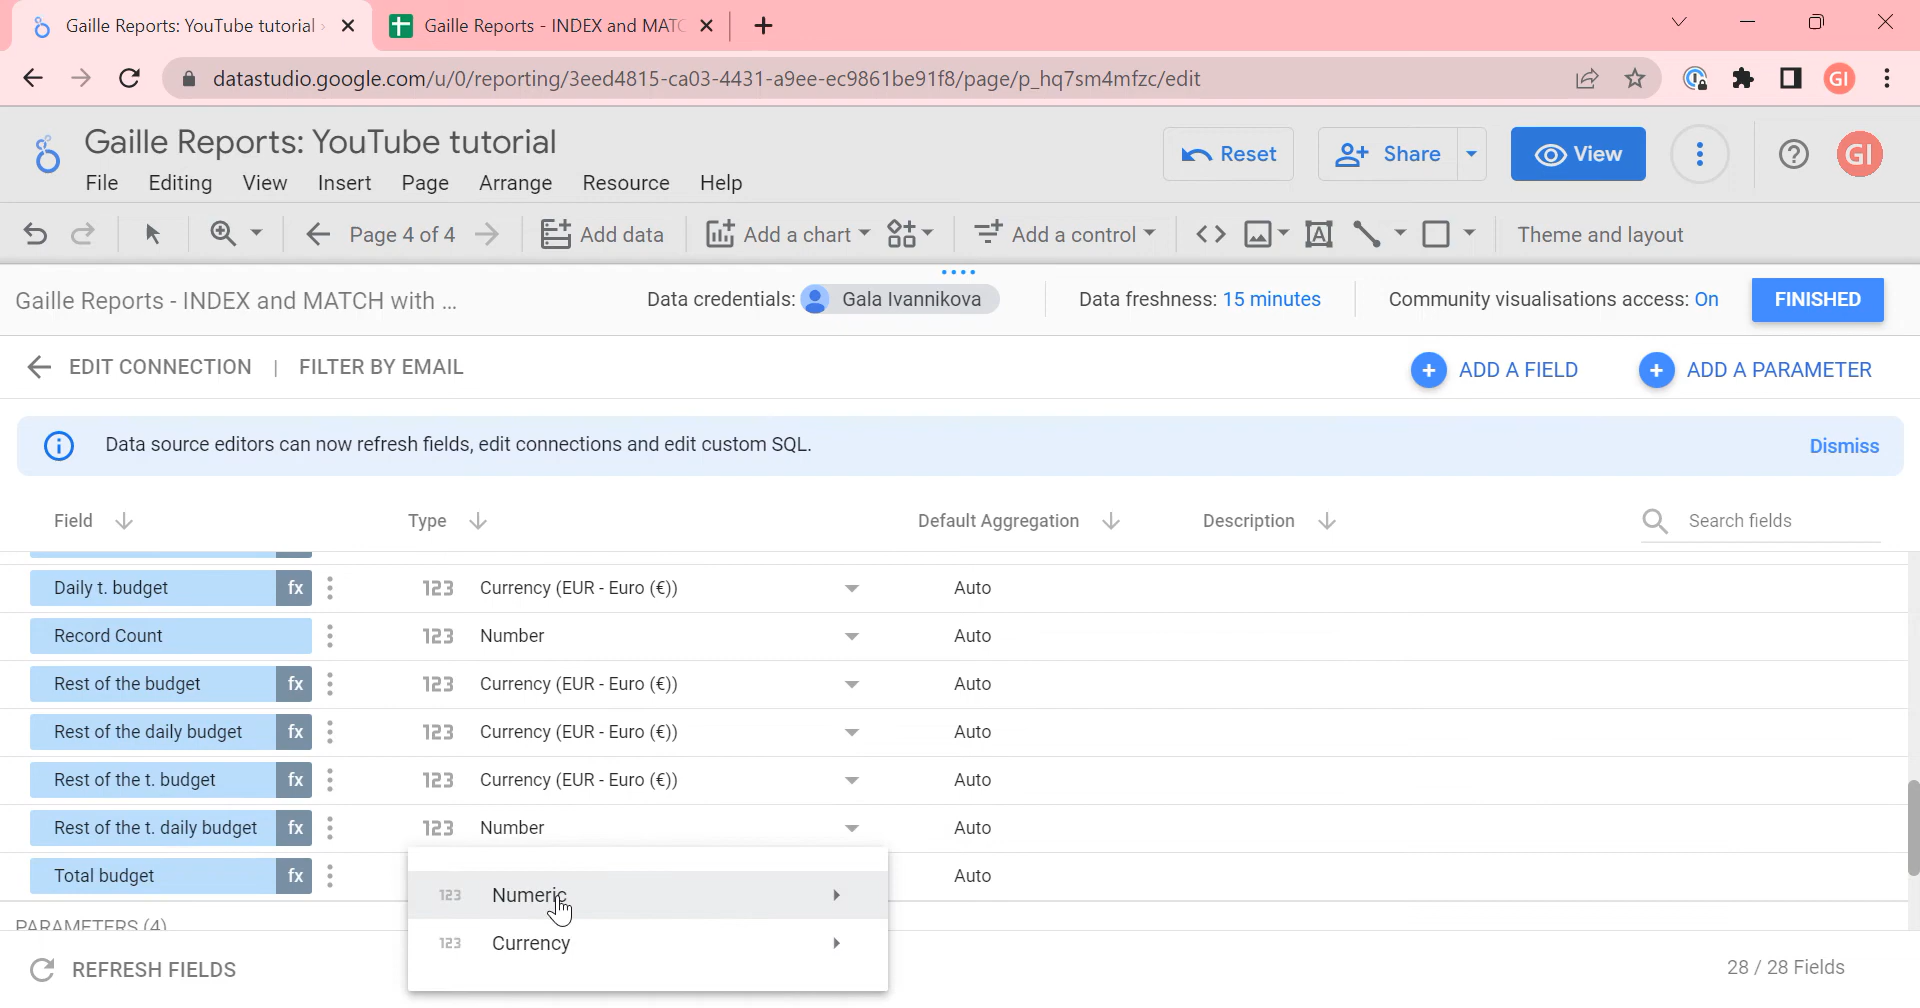 Gaille Reports: YouTube tutorial
Gaille Reports - INDEX and MATC
datastudio.google.com/u/0/reporting/3eed4815-ca03-4431-a9ee-ec9861be91f8/page/p_hq7sm4mfzc/edit
GI
Gaille Reports: YouTube tutorial
Reset
Share
View
GI
File Editing View Insert Page Arrange Resource Help
Page 4 of 4
Add data
Add a chart
Add a control
Theme and layout
Gaille Reports - INDEX and MATCH with ...
Data credentials: Gala Ivannikova
Data freshness: 15 minutes
Community visualisations access: On
FINISHED
EDIT CONNECTION | FILTER BY EMAIL
ADD A FIELD
ADD A PARAMETER
Data source editors can now refresh fields, edit connections and edit custom SQL.
Dismiss
Field Type Default Aggregation Description Search fields
Daily t. budget fx 123 Currency (EUR - Euro (€)) Auto
Record Count 123 Number Auto
Rest of the budget fx 123 Currency (EUR - Euro (€)) Auto
Rest of the daily budget fx 123 Currency (EUR - Euro (€)) Auto
Rest of the t. budget fx 123 Currency (EUR - Euro (€)) Auto
Rest of the t. daily budget fx 123 Number Auto
Total budget fx Auto
123 Numeric
PARAMETERS (4)
123 Currency
REFRESH FIELDS
28 / 28 Fields